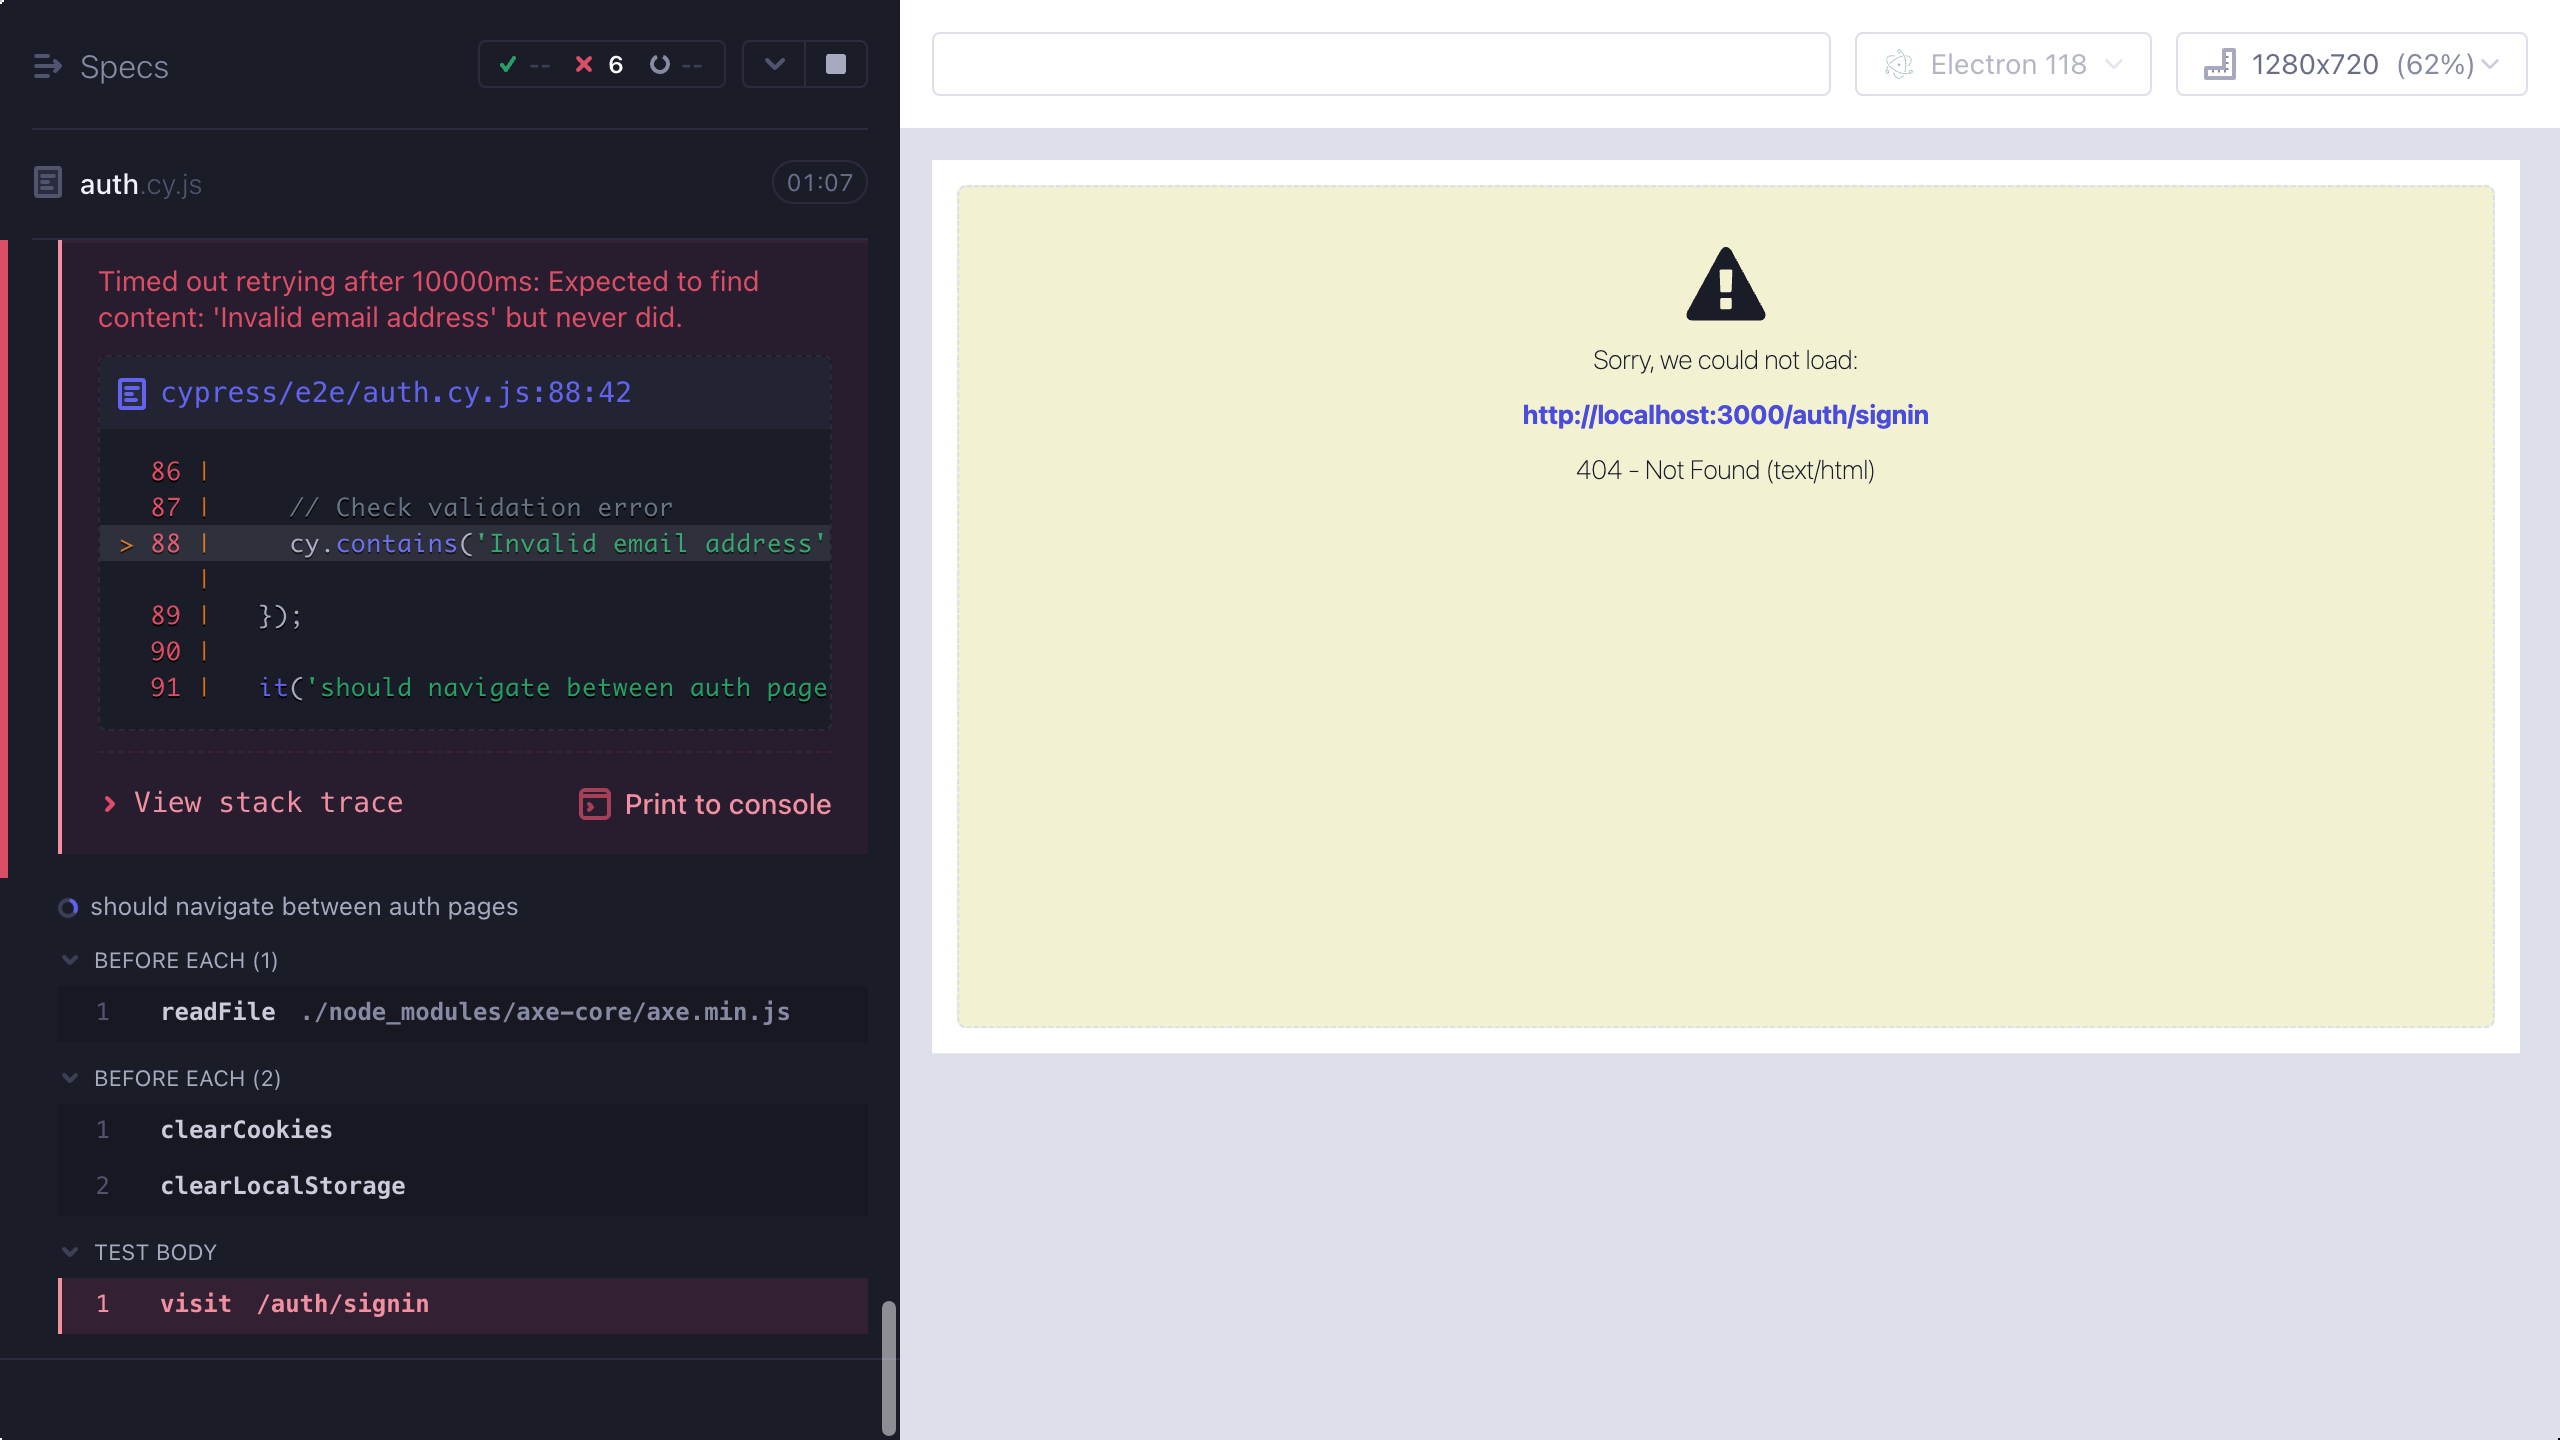 Specs
-- 6 --
auth.cy.js
01:07
Timed out retrying after 10000ms: Expected to find
content: 'Invalid email address' but never did.
cypress/e2e/auth.cy.js:88:42
86 |
87 | // Check validation error
> 88 | cy.contains('Invalid email address'
|
89 | });
90 |
91 | it('should navigate between auth page
View stack trace
Print to console
should navigate between auth pages
BEFORE EACH (1)
1 readFile ./node_modules/axe-core/axe.min.js
BEFORE EACH (2)
1 clearCookies
2 clearLocalStorage
TEST BODY
1 visit /auth/signin
Electron 118
1280x720 (62%)
Sorry, we could not load:
http://localhost:3000/auth/signin
404 - Not Found (text/html)